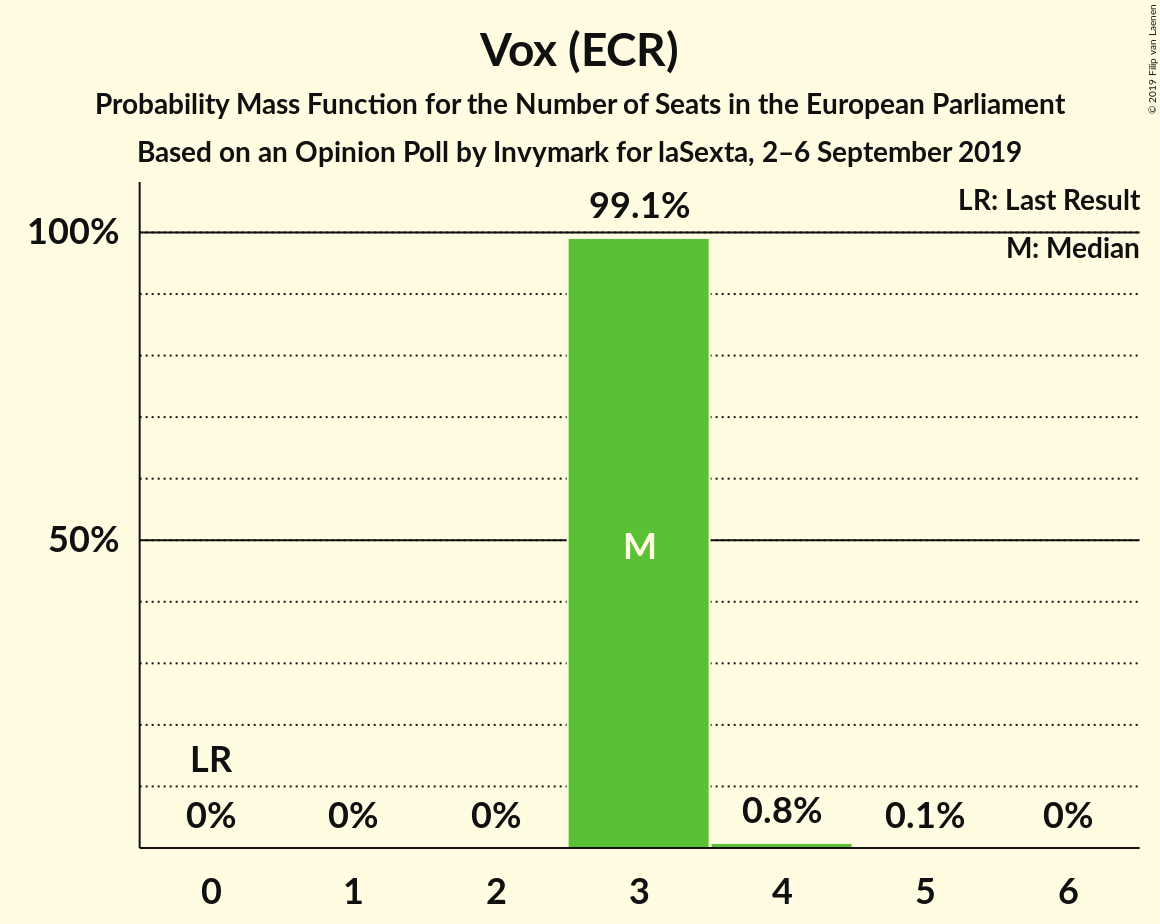 Vox (ECR)
Probability Mass Function for the Number of Seats in the European Parliament
Based on an Opinion Poll by Invymark for laSexta, 2–6 September 2019
© 2019 Filip van Laenen
LR: Last Result
M: Median
99.1%
100%
50%
M
LR
0%
0%
0%
0.8%
0.1%
0%
0
1
2
3
4
5
6